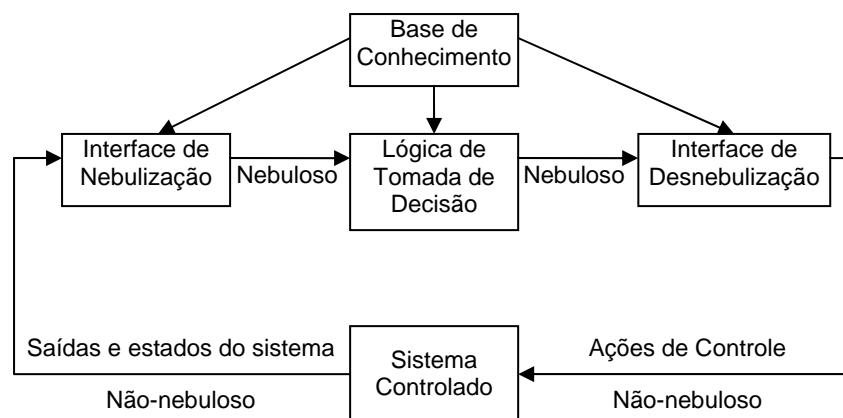 Base de
Conhecimento
Interface de
Nebulização
Nebuloso
Lógica de
Tomada de
Decisão
Nebuloso
Interface de
Desnebulização
Saídas e estados do sistema
Não-nebuloso
Sistema
Controlado
Ações de Controle
Não-nebuloso